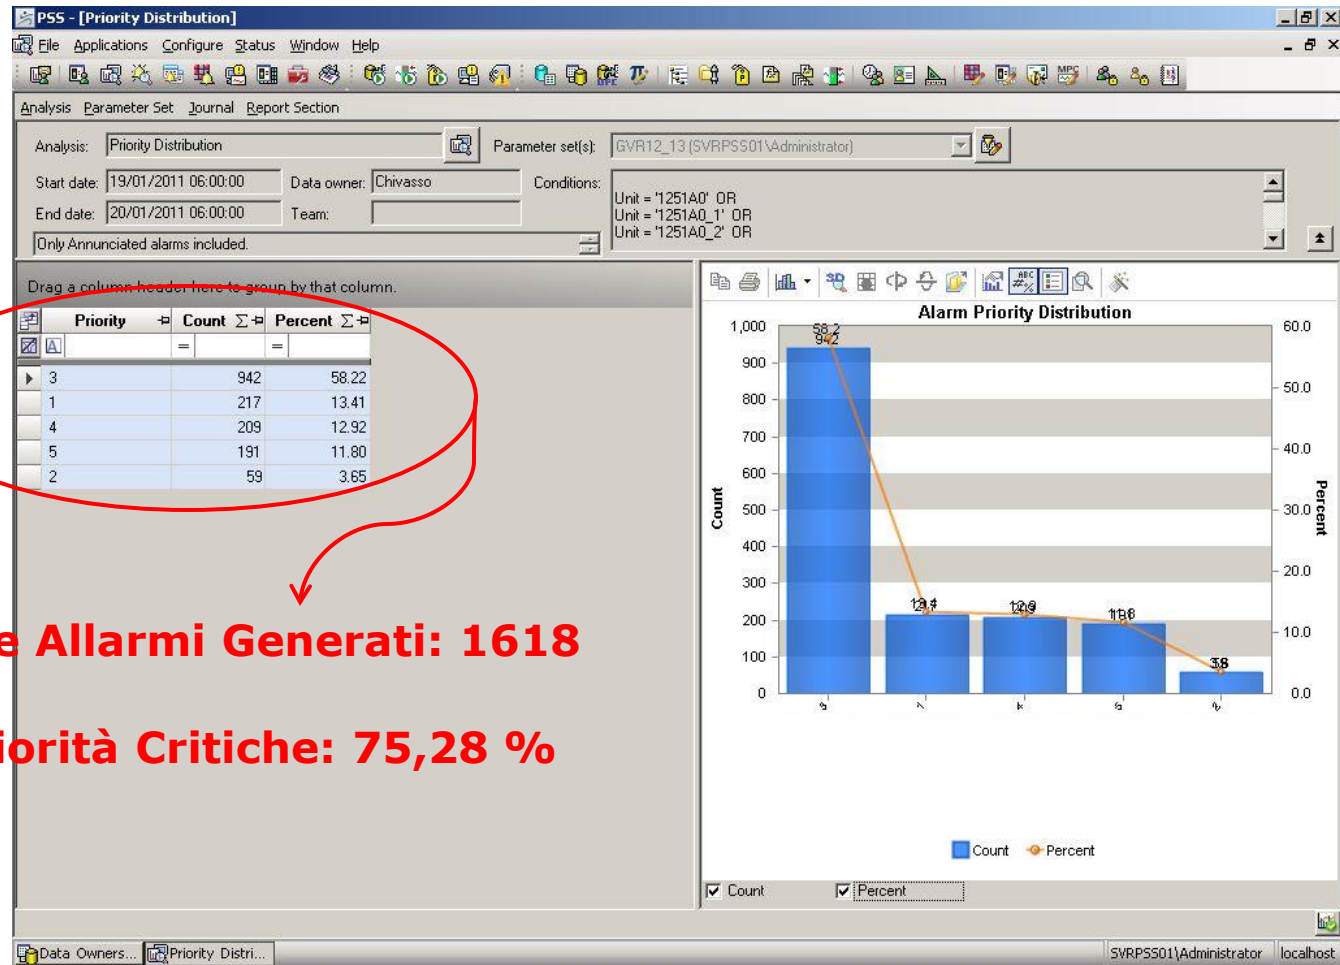 PSS - [Priority Distribution]
File Applications Configure Status Window Help
Analysis Parameter Set Journal Report Section
Analysis: Priority Distribution Parameter set(s): GVR12_13 (SVRPSS01\Administrator)
Start date: 19/01/2011 06:00:00 Data owner: Chivasso Conditions:
End date: 20/01/2011 06:00:00 Team:
Unit = '1251A0' OR
Unit = '1251A0_1' OR
Unit = '1251A0_2' OR
Only Annunciated alarms included.
Drag a column header here to group by that column.
Priority Count Σ Percent Σ
A = =
3 942 58.22
1 217 13.41
4 209 12.92
5 191 11.80
2 59 3.65
e Allarmi Generati: 1618
iorità Critiche: 75,28 %
Alarm Priority Distribution
1,000
900
800
700
600
500
400
300
200
100
0
Count
58.2
942
60.0
50.0
40.0
30.0
20.0
10.0
0.0
Percent
3 1 4 5 2
Count Percent
Count Percent
Data Owners... Priority Distri... SVRPSS01\Administrator localhost